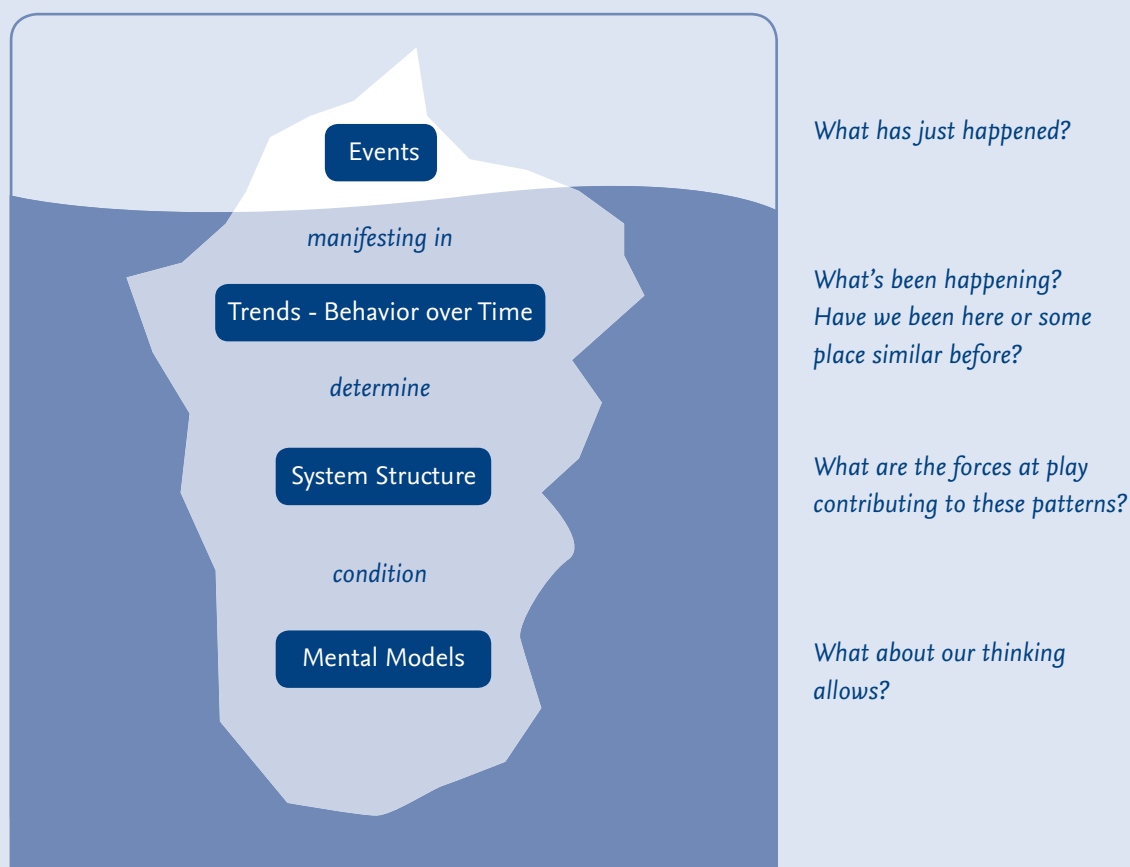 Events
What has just happened?
manifesting in
Trends - Behavior over Time
What's been happening?
Have we been here or some
place similar before?
determine
System Structure
What are the forces at play
contributing to these patterns?
condition
Mental Models
What about our thinking
allows?